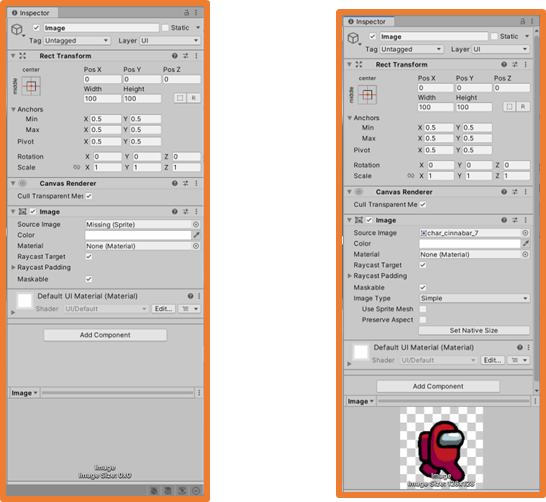 Inspector
Image
Static
Tag Untagged Layer UI
Rect Transform
center
Pos X Pos Y Pos Z
0 0 0
middle
Width Height
100 100
R
Anchors
Min X 0.5 Y 0.5
Max X 0.5 Y 0.5
Pivot X 0.5 Y 0.5
Rotation X 0 Y 0 Z 0
Scale X 1 Y 1 Z 1
Canvas Renderer
Cull Transparent Mes
Image
Source Image Missing (Sprite)
Color
Material None (Material)
Raycast Target
Raycast Padding
Maskable
Default UI Material (Material)
Shader UI/Default Edit...
Add Component
Image
Image
Image Size: 0x0
Inspector
Image
Static
Tag Untagged Layer UI
Rect Transform
center
Pos X Pos Y Pos Z
0 0 0
middle
Width Height
100 100
R
Anchors
Min X 0.5 Y 0.5
Max X 0.5 Y 0.5
Pivot X 0.5 Y 0.5
Rotation X 0 Y 0 Z 0
Scale X 1 Y 1 Z 1
Canvas Renderer
Cull Transparent Me
Image
Source Image char_cinnabar_7
Color
Material None (Material)
Raycast Target
Raycast Padding
Maskable
Image Type Simple
Use Sprite Mesh
Preserve Aspect
Set Native Size
Default UI Material (Material)
Shader UI/Default Edit...
Add Component
Image
Image
Image Size: 128x128